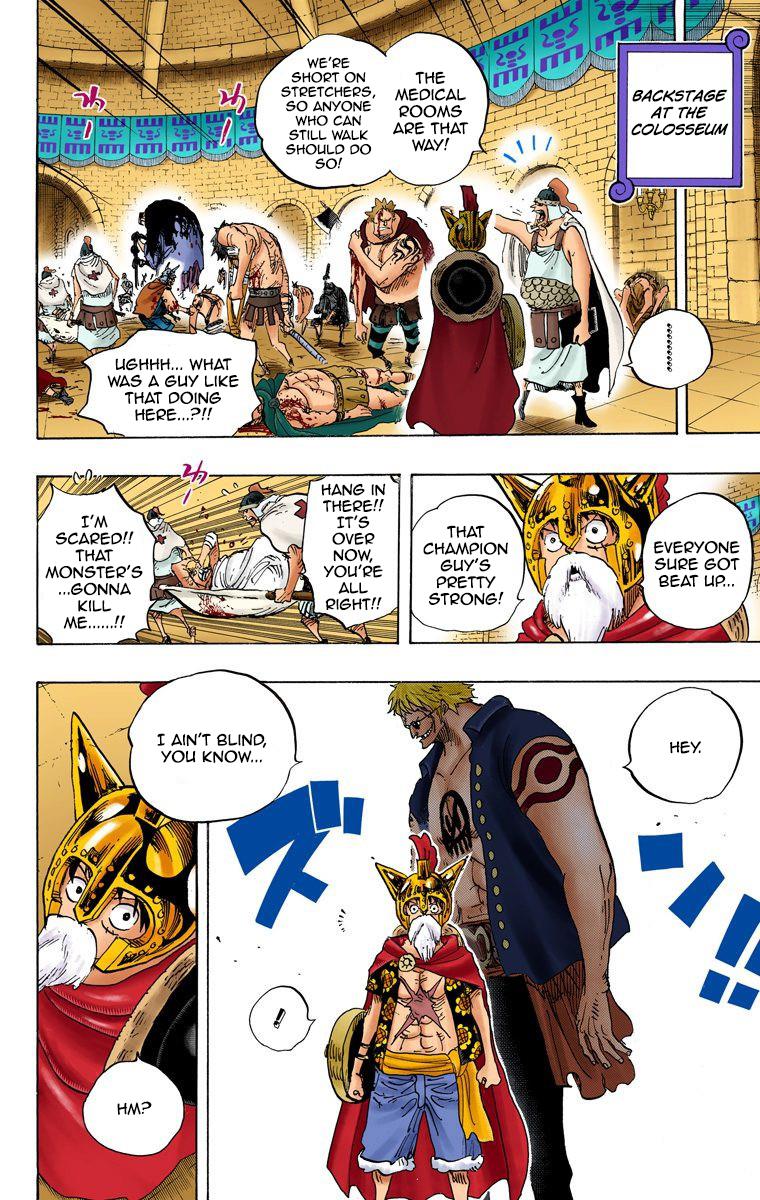 BACKSTAGE
AT THE
COLOSSEUM
THE
MEDICAL
ROOMS
ARE THAT
WAY!
WE'RE
SHORT ON
STRETCHERS,
SO ANYONE
WHO CAN
STILL WALK
SHOULD DO
SO!
UGHHH... WHAT
WAS A GUY LIKE
THAT DOING
HERE...?!!
EVERYONE
SURE GOT
BEAT UP...
THAT
CHAMPION
GUY'S
PRETTY
STRONG!
HANG IN
THERE!!
IT'S
OVER
NOW,
YOU'RE
ALL
RIGHT!!
I'M
SCARED!!
THAT
MONSTER'S
...GONNA
KILL
ME......!!
HEY.
ズン!!
!
I AIN'T BLIND,
YOU KNOW...
HM?